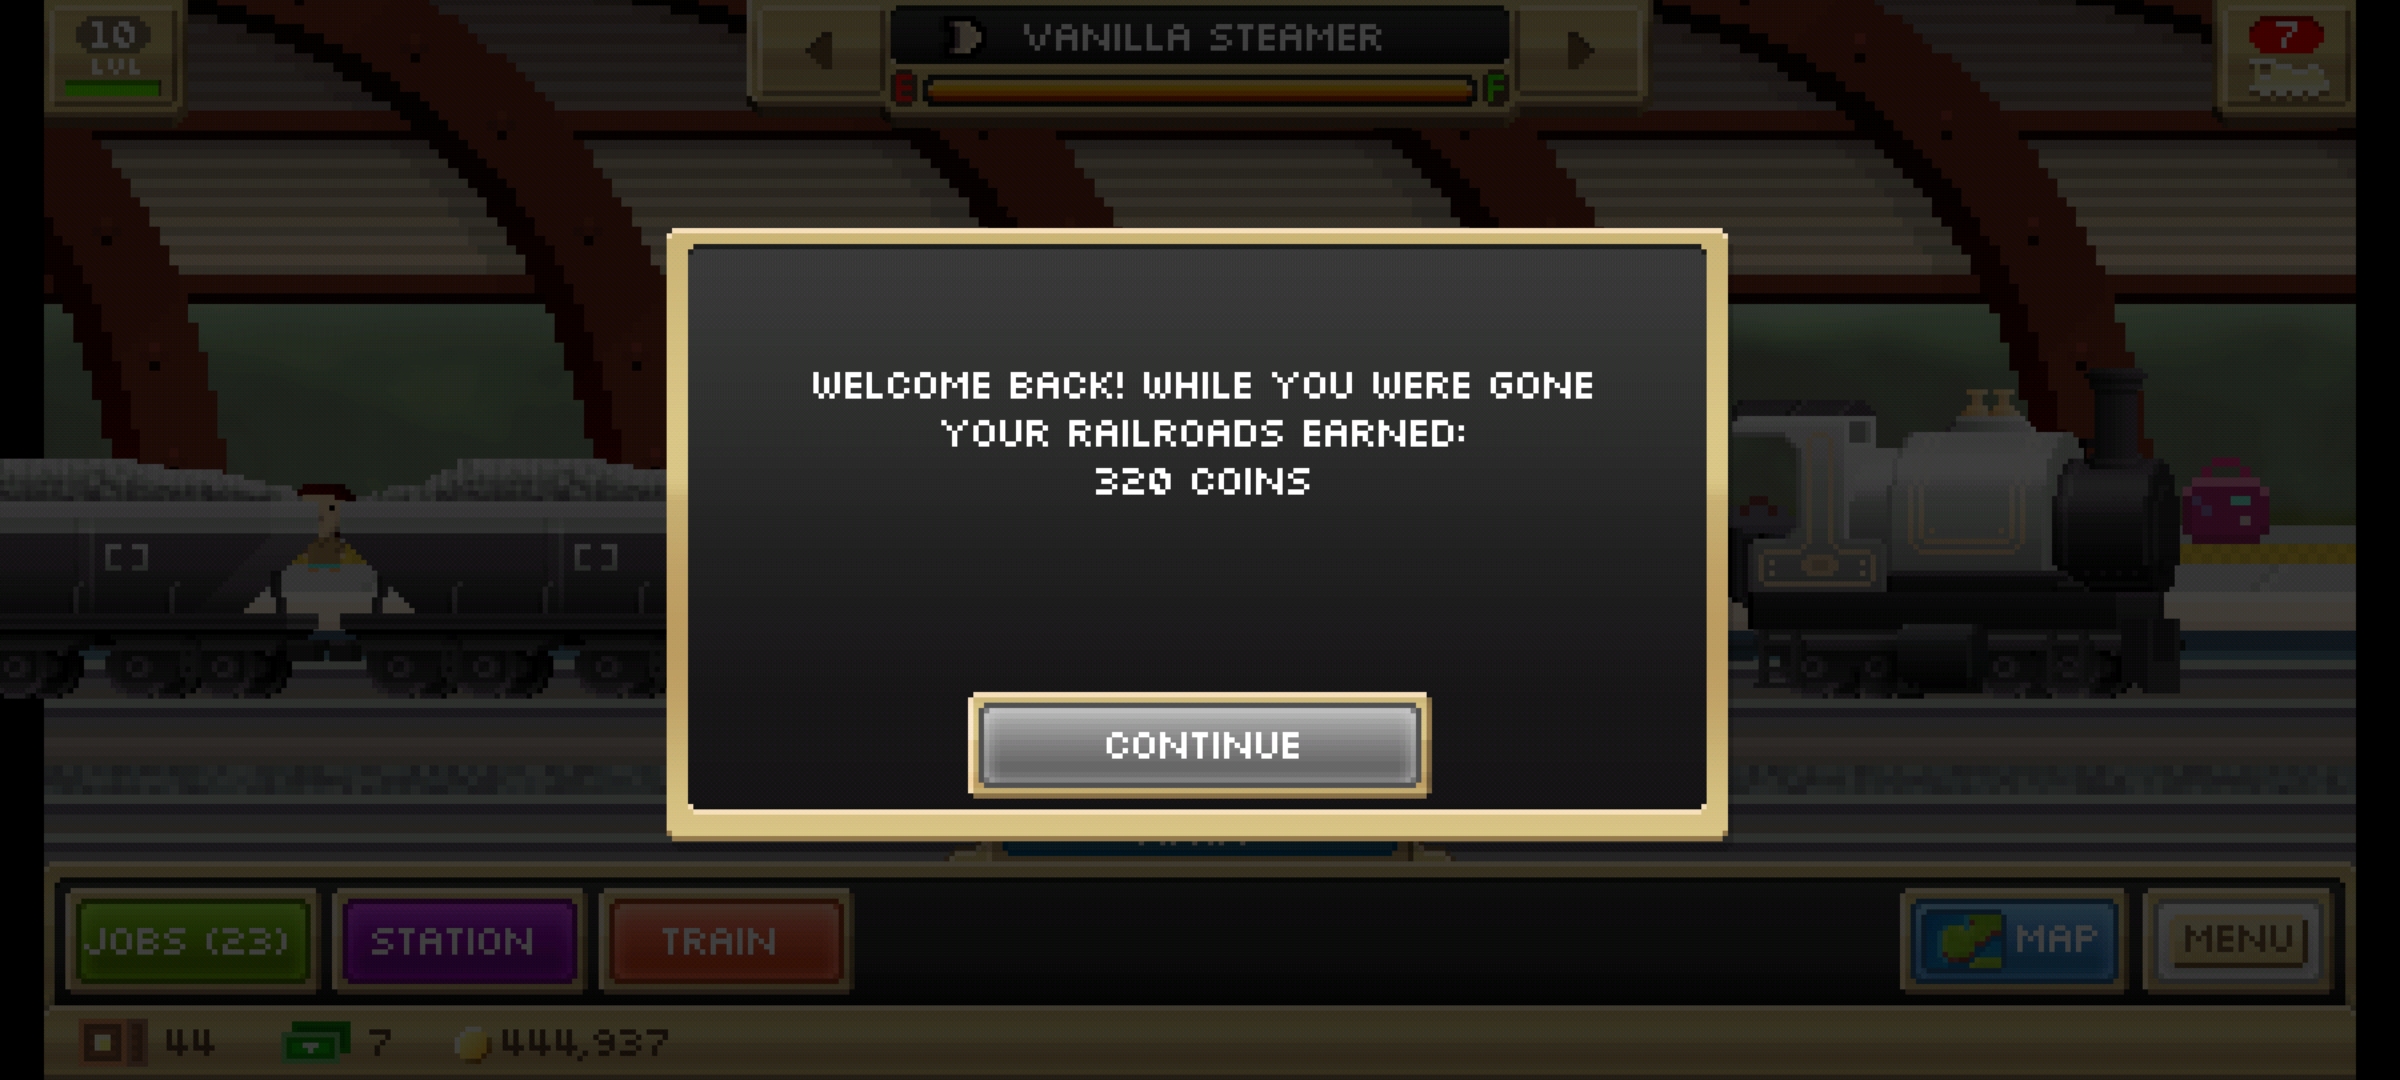 10
LVL
VANILLA STEAMER
E
F
7
WELCOME BACK! WHILE YOU WERE GONE
YOUR RAILROADS EARNED:
320 COINS
CONTINUE
JOBS (23)
STATION
TRAIN
MAP
MENU
44
7
444,937